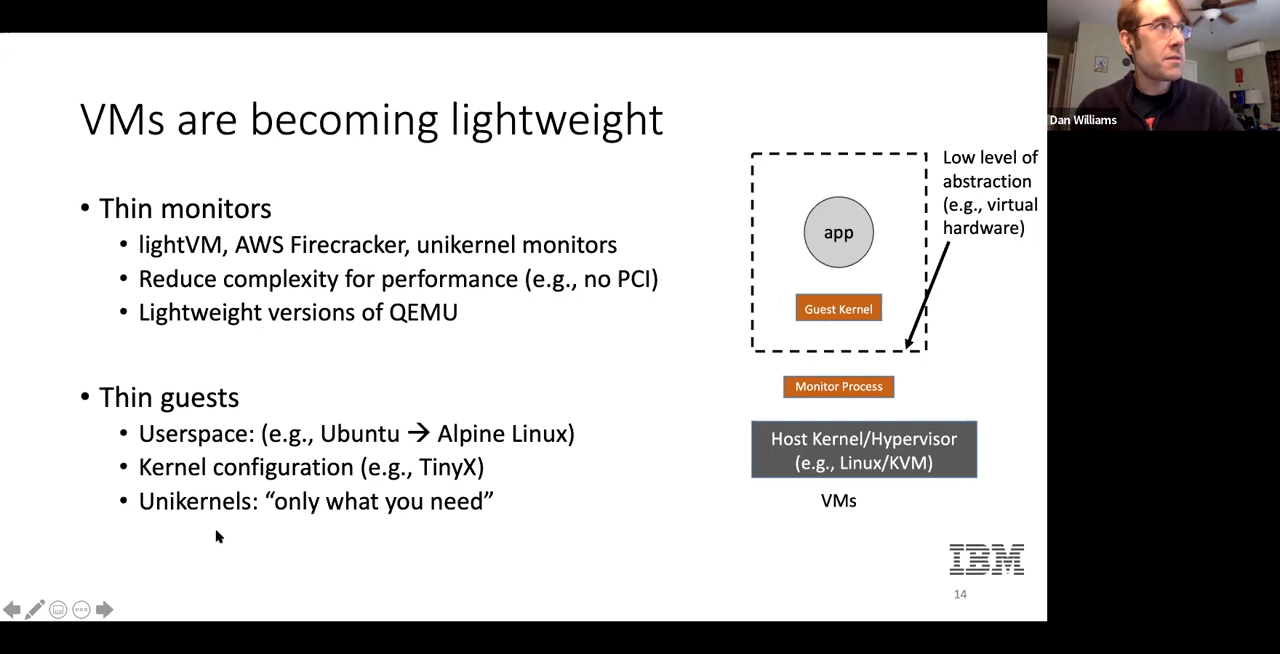 VMs are becoming lightweight
• Thin monitors
• lightVM, AWS Firecracker, unikernel monitors
• Reduce complexity for performance (e.g., no PCI)
• Lightweight versions of QEMU
• Thin guests
• Userspace: (e.g., Ubuntu → Alpine Linux)
• Kernel configuration (e.g., TinyX)
• Unikernels: “only what you need”
Low level of
abstraction
(e.g., virtual
hardware)
app
Guest Kernel
Monitor Process
Host Kernel/Hypervisor
(e.g., Linux/KVM)
VMs
IBM
14
Dan Williams